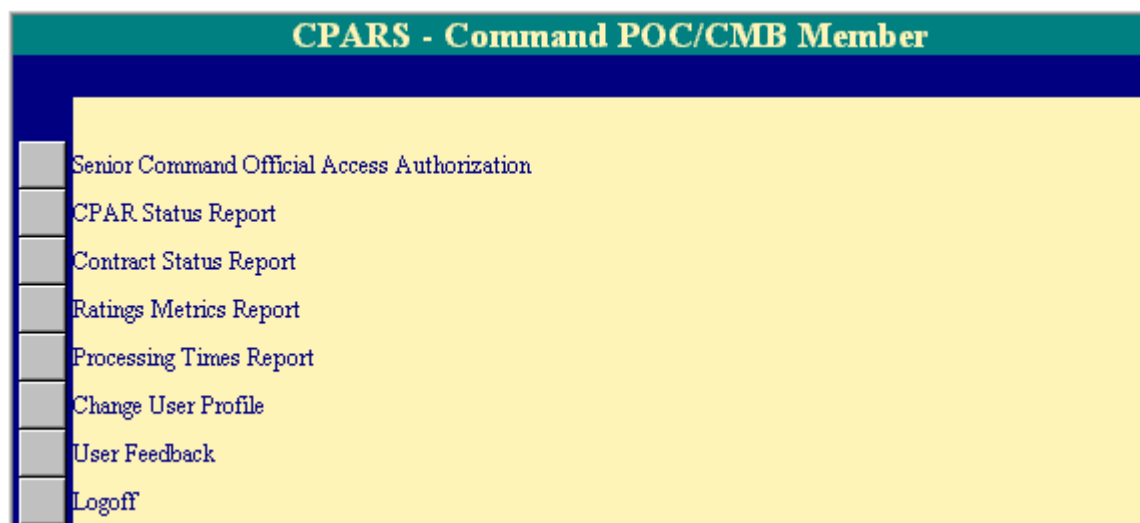 CPARS - Command POC/CMB Member
Senior Command Official Access Authorization
CPAR Status Report
Contract Status Report
Ratings Metrics Report
Processing Times Report
Change User Profile
User Feedback
Logoff